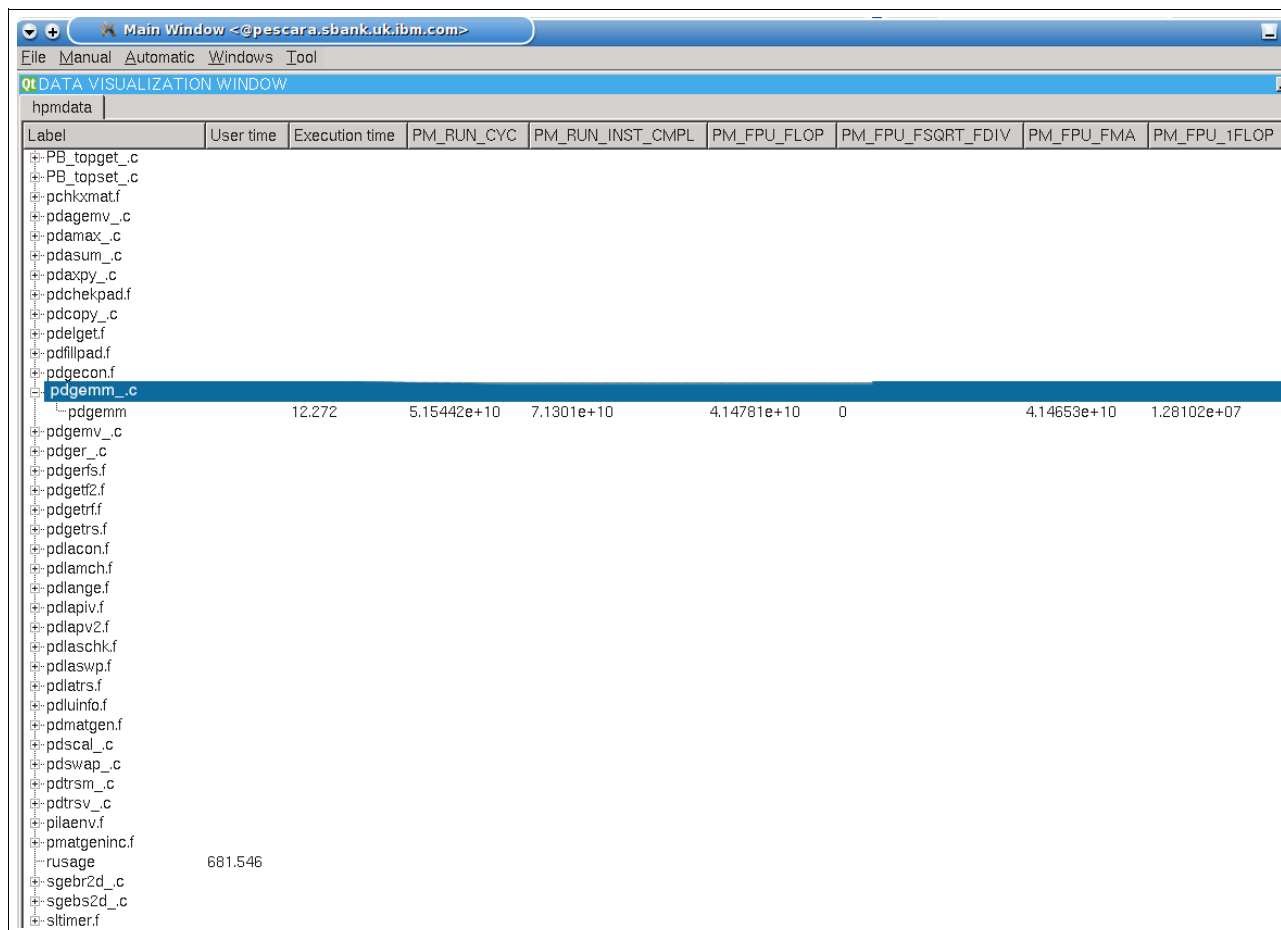 Main Window <@pescara.sbank.uk.ibm.com>
File Manual Automatic Windows Tool
Qt DATA VISUALIZATION WINDOW
hpmdata
Label User time Execution time PM_RUN_CYC PM_RUN_INST_CMPL PM_FPU_FLOP PM_FPU_FSQRT_FDIV PM_FPU_FMA PM_FPU_1FLOP
PB_topget_.c
PB_topset_.c
pchkxmat.f
pdagemv_.c
pdamax_.c
pdasum_.c
pdaxpy_.c
pdchekpad.f
pdcopy_.c
pdelget.f
pdfillpad.f
pdgecon.f
pdgemm_.c
pdgemm 12.272 5.15442e+10 7.1301e+10 4.14781e+10 0 4.14653e+10 1.28102e+07
pdgemv_.c
pdger_.c
pdgerfs.f
pdgetf2.f
pdgetrf.f
pdgetrs.f
pdlacon.f
pdlamch.f
pdlange.f
pdlapiv.f
pdlapv2.f
pdlaschk.f
pdlaswp.f
pdlatrs.f
pdluinfo.f
pdmatgen.f
pdscal_.c
pdswap_.c
pdtrsm_.c
pdtrsv_.c
pilaenv.f
pmatgeninc.f
rusage 681.546
sgebr2d_.c
sgebs2d_.c
sltimer.f